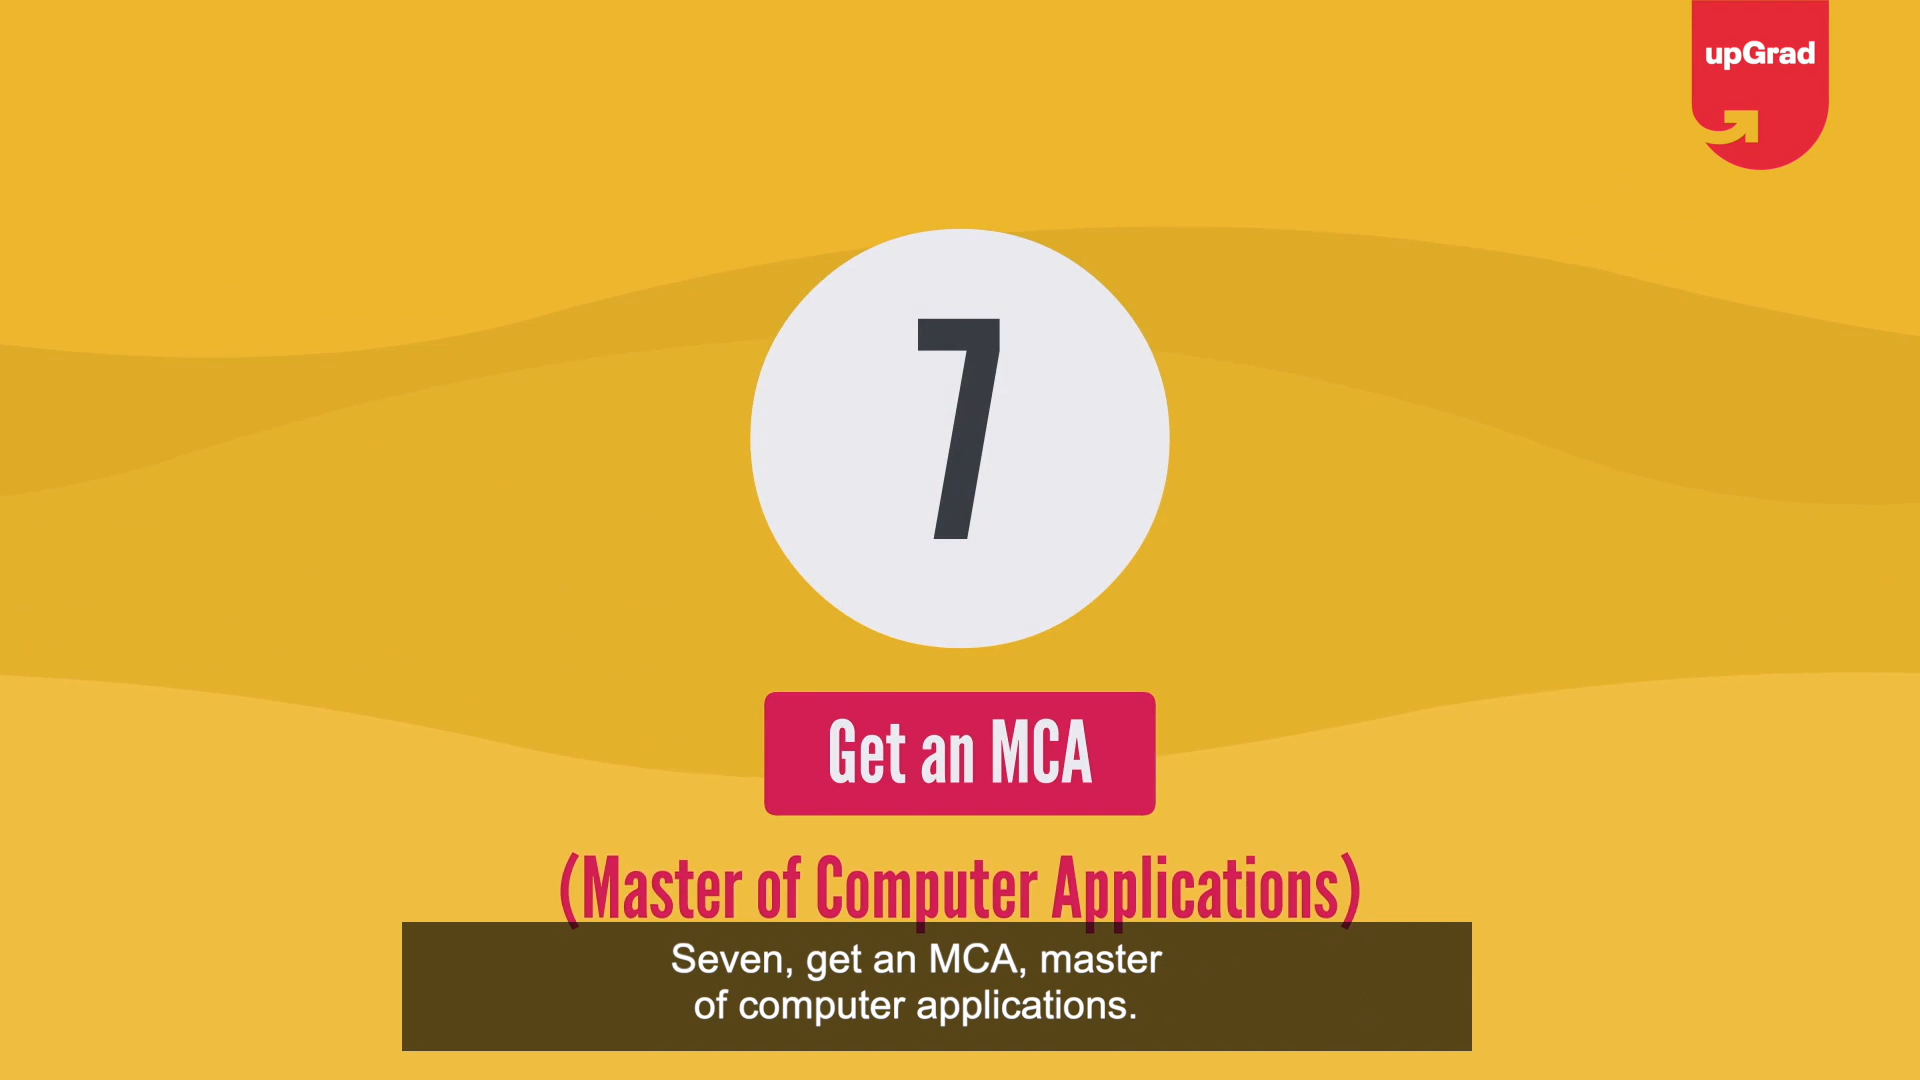 upGrad
7
Get an MCA
(Master of Computer Applications)
Seven, get an MCA, master
of computer applications.